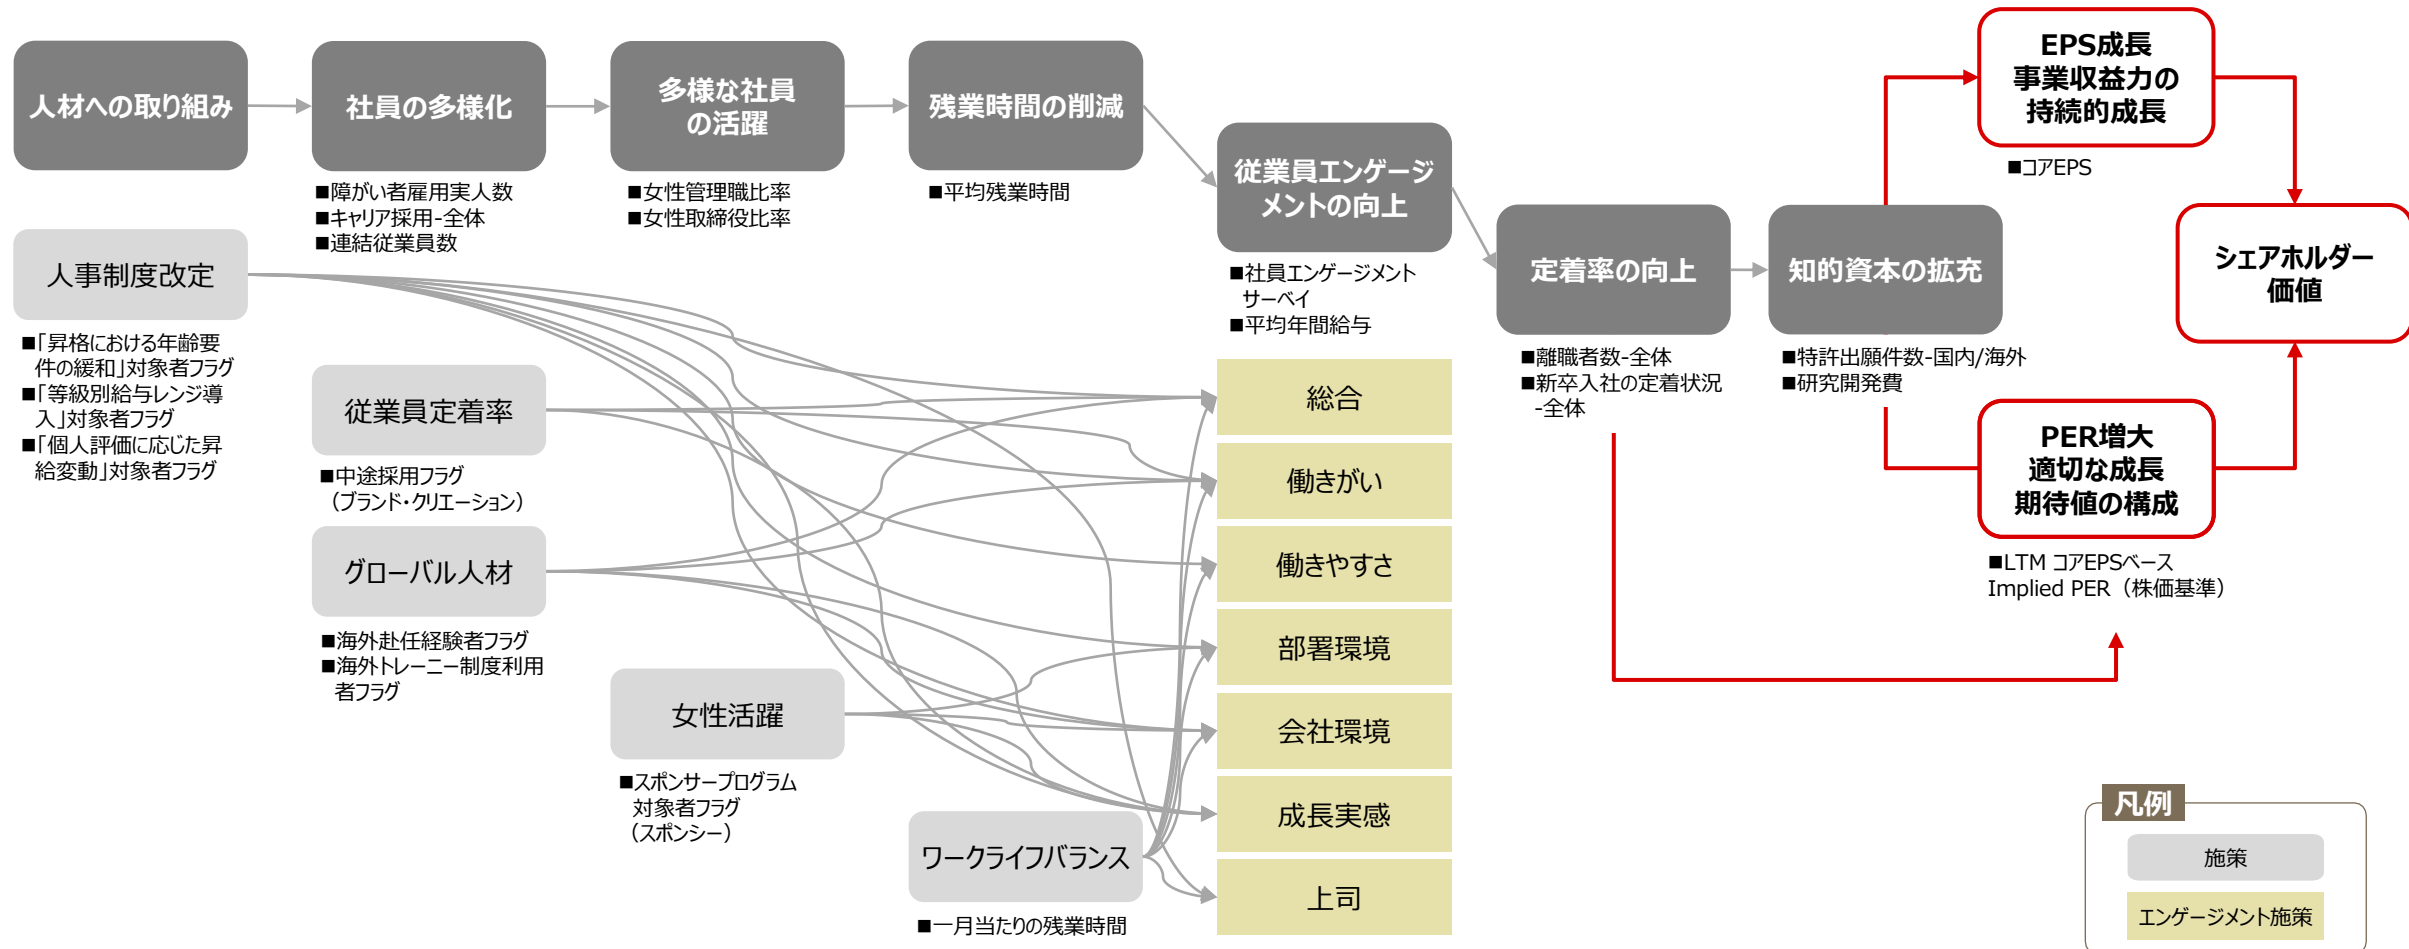 人材への取り組み
社員の多様化
■障がい者雇用実人数
■キャリア採用-全体
■連結従業員数
多様な社員
の活躍
■女性管理職比率
■女性取締役比率
残業時間の削減
■平均残業時間
従業員エンゲージ
メントの向上
■社員エンゲージメント
サーベイ
■平均年間給与
定着率の向上
■離職者数-全体
■新卒入社の定着状況
-全体
知的資本の拡充
■特許出願件数-国内/海外
■研究開発費
EPS成長
事業収益力の
持続的成長
■コアEPS
シェアホルダー
価値
PER増大
適切な成長
期待値の構成
■LTM コアEPSベース
Implied PER（株価基準）
人事制度改定
■「昇格における年齢要
件の緩和」対象者フラグ
■「等級別給与レンジ導
入」対象者フラグ
■「個人評価に応じた昇
給変動」対象者フラグ
従業員定着率
■中途採用フラグ
（ブランド・クリエーション）
グローバル人材
■海外赴任経験者フラグ
■海外トレーニー制度利用
者フラグ
女性活躍
■スポンサープログラム
対象者フラグ
（スポンシー）
ワークライフバランス
■一月当たりの残業時間
総合
働きがい
働きやすさ
部署環境
会社環境
成長実感
上司
凡例
施策
エンゲージメント施策